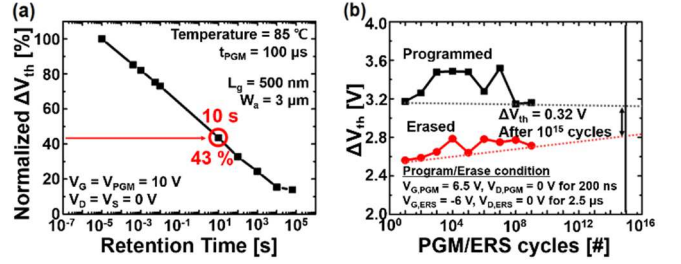 (a)
Normalized ΔVth [%]
100
80
60
40
20
0
Temperature = 85 ℃
tPGM = 100 μs
Lg = 500 nm
Wa = 3 μm
10 s
43 %
VG = VPGM = 10 V
VD = VS = 0 V
10-7 10-5 10-3 10-1 101 103 105
Retention Time [s]
(b)
ΔVth [V]
4.0
3.6
3.2
2.8
2.4
2.0
Programmed
ΔVth = 0.32 V
After 1015 cycles
Erased
Program/Erase condition
VG,PGM = 6.5 V, VD,PGM = 0 V for 200 ns
VG,ERS = -6 V, VD,ERS = 0 V for 2.5 μs
100 104 108 1012 1016
PGM/ERS cycles [#]